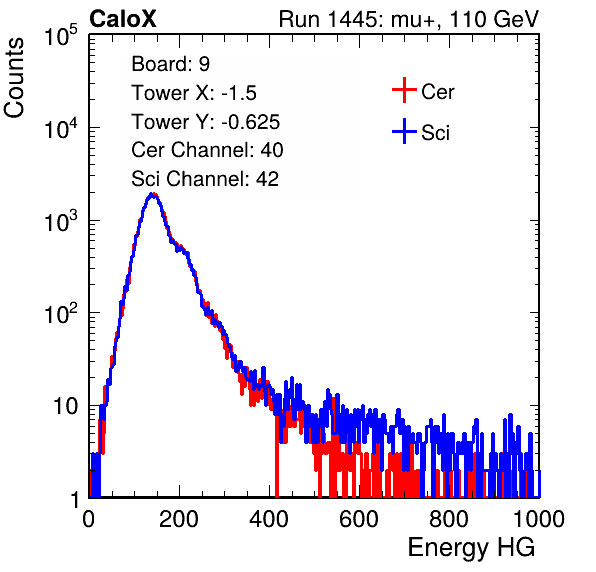 CaloX Run 1445: mu+, 110 GeV
Counts
Board: 9
Tower X: -1.5
Tower Y: -0.625
Cer Channel: 40
Sci Channel: 42
Cer
Sci
10^5
10^4
10^3
10^2
10
1
0 200 400 600 800 1000
Energy HG